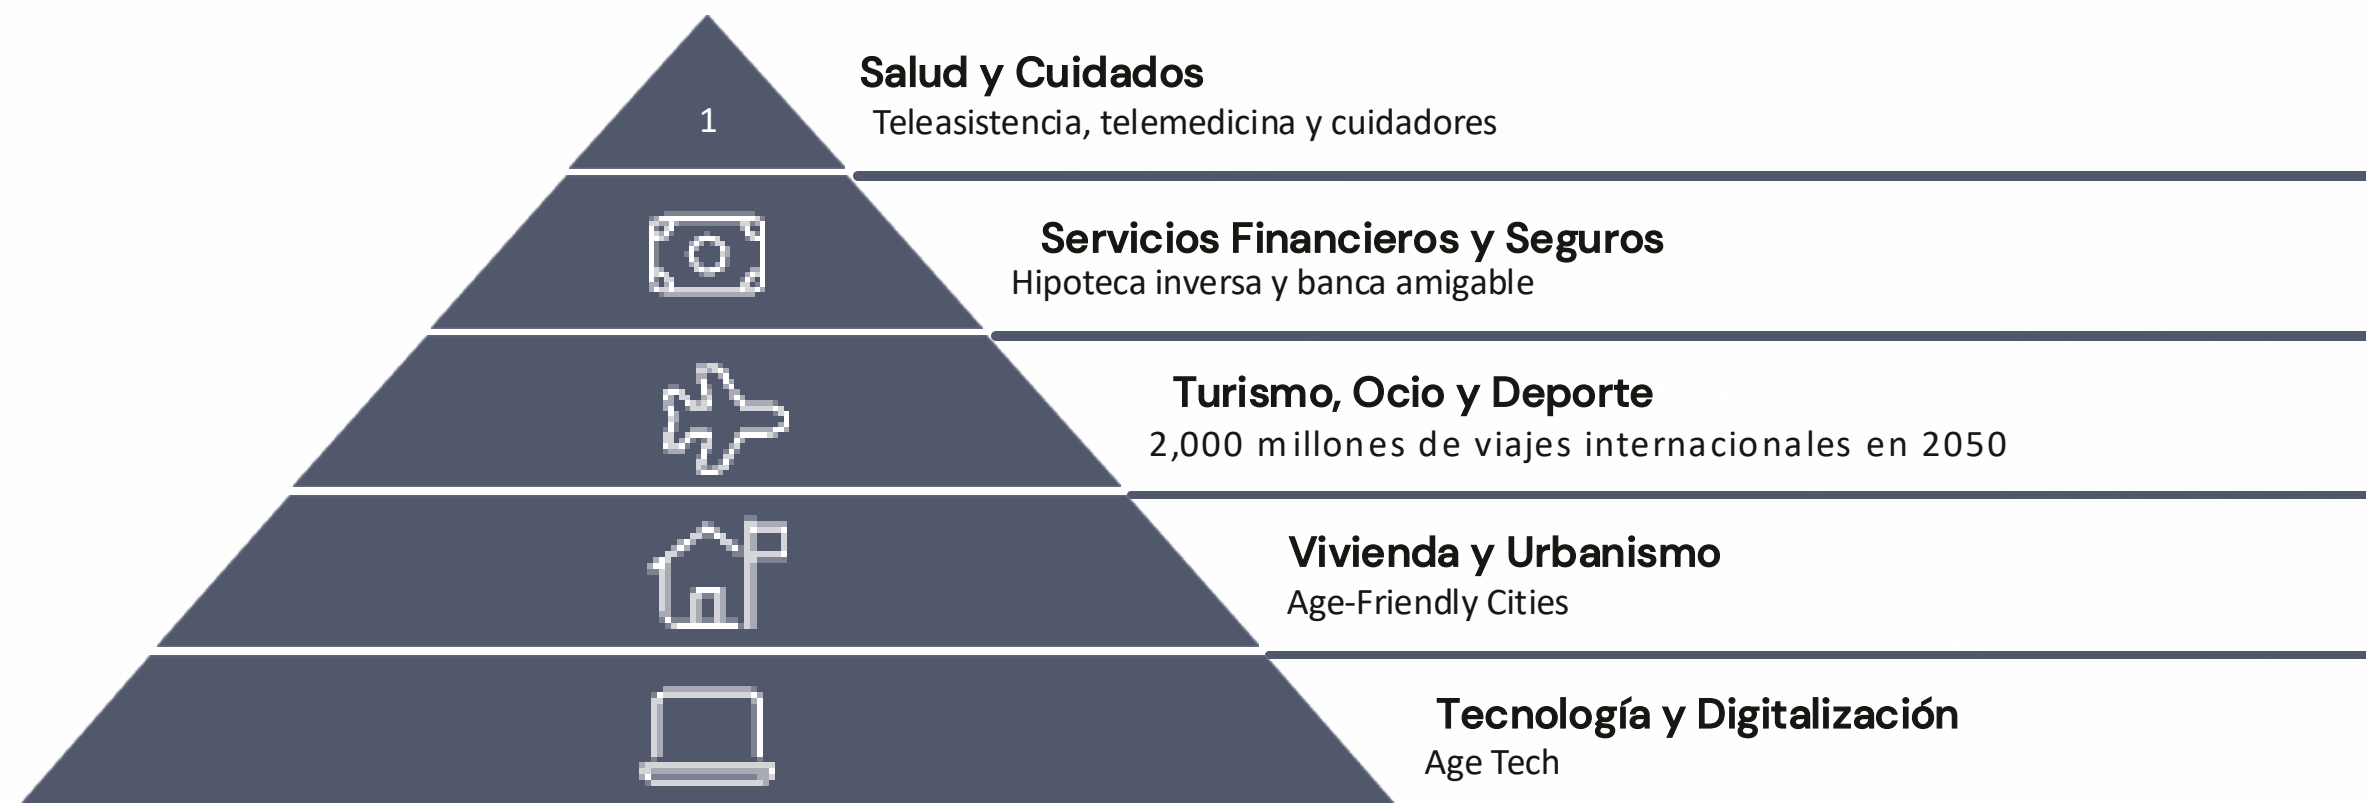 1
Salud y Cuidados
Teleasistencia, telemedicina y cuidadores
Servicios Financieros y Seguros
Hipoteca inversa y banca amigable
Turismo, Ocio y Deporte
2,000 millones de viajes internacionales en 2050
Vivienda y Urbanismo
Age-Friendly Cities
Tecnología y Digitalización
Age Tech